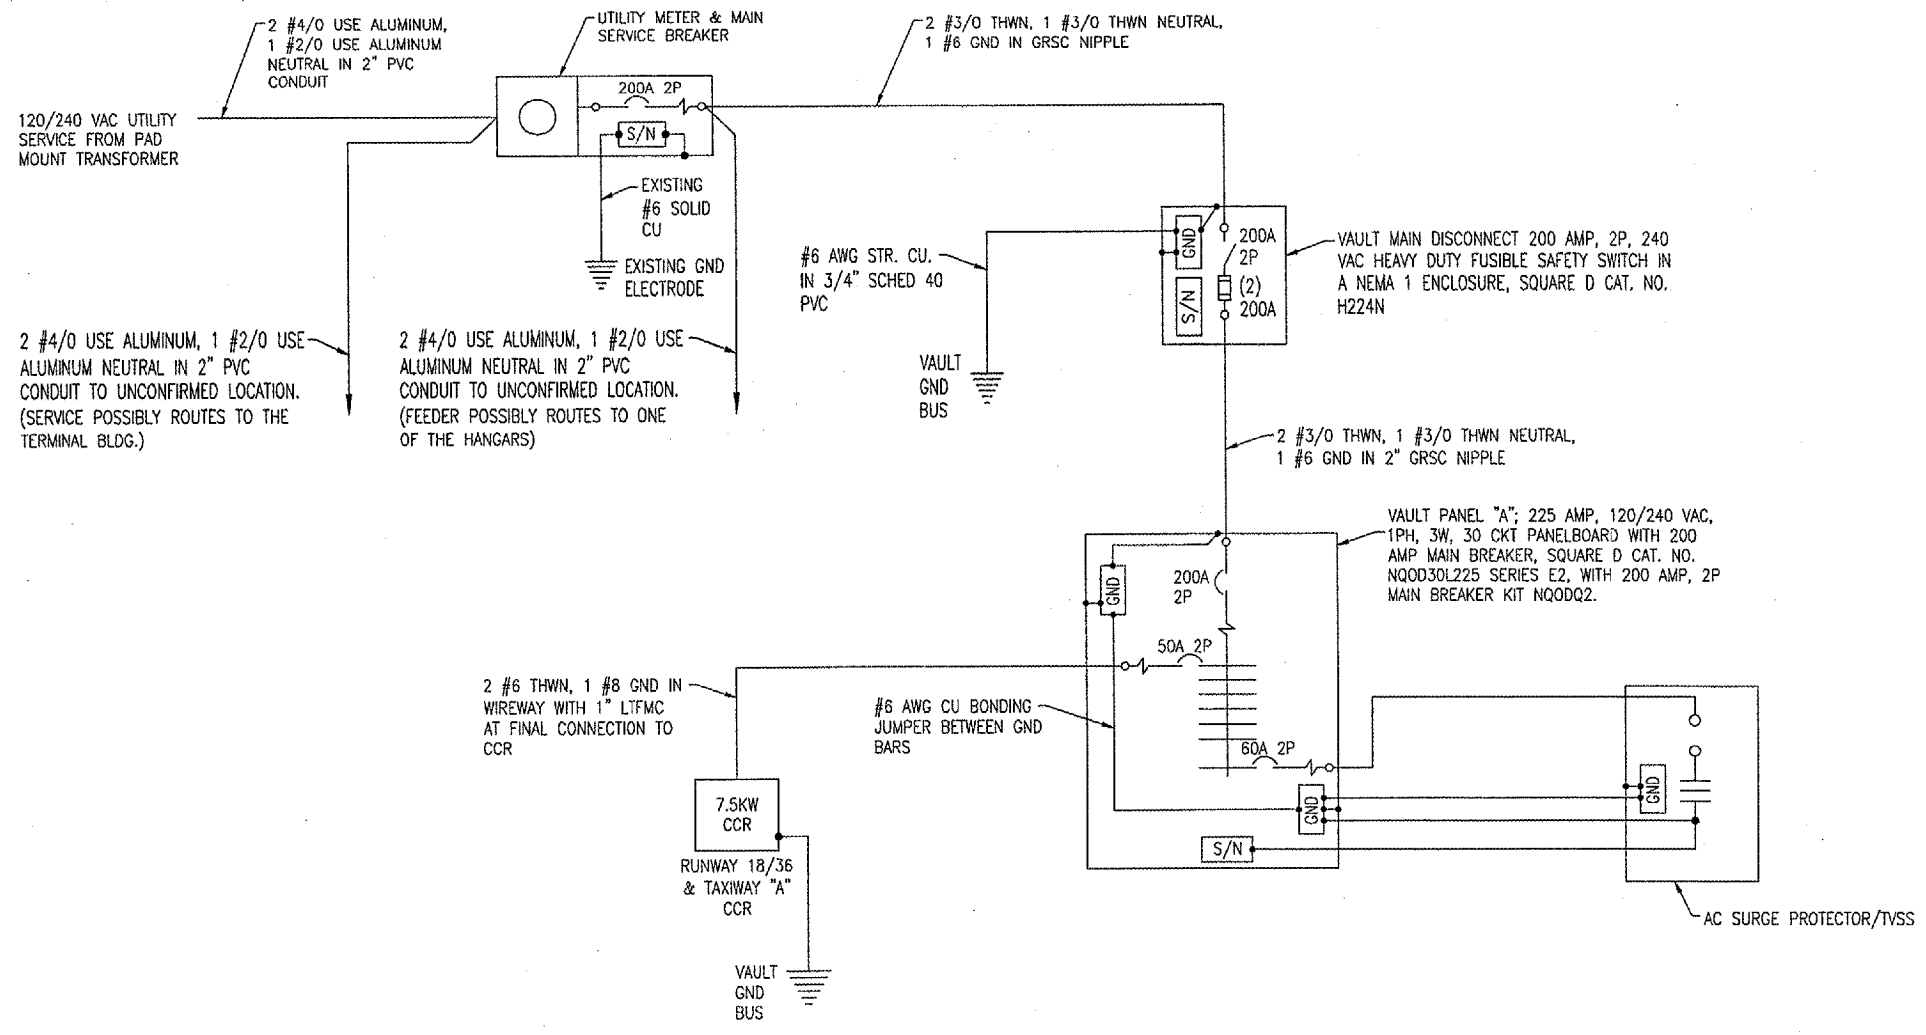 2 #4/0 USE ALUMINUM,
1 #2/0 USE ALUMINUM
NEUTRAL IN 2" PVC
CONDUIT
UTILITY METER & MAIN
SERVICE BREAKER
2 #3/0 THWN, 1 #3/0 THWN NEUTRAL,
1 #6 GND IN GRSC NIPPLE
120/240 VAC UTILITY
SERVICE FROM PAD
MOUNT TRANSFORMER
200A 2P
S/N
EXISTING
#6 SOLID
CU
EXISTING GND
ELECTRODE
2 #4/0 USE ALUMINUM, 1 #2/0 USE
ALUMINUM NEUTRAL IN 2" PVC
CONDUIT TO UNCONFIRMED LOCATION.
(SERVICE POSSIBLY ROUTES TO THE
TERMINAL BLDG.)
2 #4/0 USE ALUMINUM, 1 #2/0 USE
ALUMINUM NEUTRAL IN 2" PVC
CONDUIT TO UNCONFIRMED LOCATION.
(FEEDER POSSIBLY ROUTES TO ONE
OF THE HANGARS)
#6 AWG STR. CU.
IN 3/4" SCHED 40
PVC
VAULT
GND
BUS
GND
S/N
200A
2P
(2)
200A
VAULT MAIN DISCONNECT 200 AMP, 2P, 240
VAC HEAVY DUTY FUSIBLE SAFETY SWITCH IN
A NEMA 1 ENCLOSURE, SQUARE D CAT. NO.
H224N
2 #3/0 THWN, 1 #3/0 THWN NEUTRAL,
1 #6 GND IN 2" GRSC NIPPLE
VAULT PANEL "A"; 225 AMP, 120/240 VAC,
1PH, 3W, 30 CKT PANELBOARD WITH 200
AMP MAIN BREAKER, SQUARE D CAT. NO.
NQOD30L225 SERIES E2, WITH 200 AMP, 2P
MAIN BREAKER KIT NQODQ2.
GND
200A
2P
50A 2P
2 #6 THWN, 1 #8 GND IN
WIREWAY WITH 1" LTFMC
AT FINAL CONNECTION TO
CCR
#6 AWG CU BONDING
JUMPER BETWEEN GND
BARS
60A 2P
GND
S/N
GND
7.5KW
CCR
RUNWAY 18/36
& TAXIWAY "A"
CCR
AC SURGE PROTECTOR/TVSS
VAULT
GND
BUS